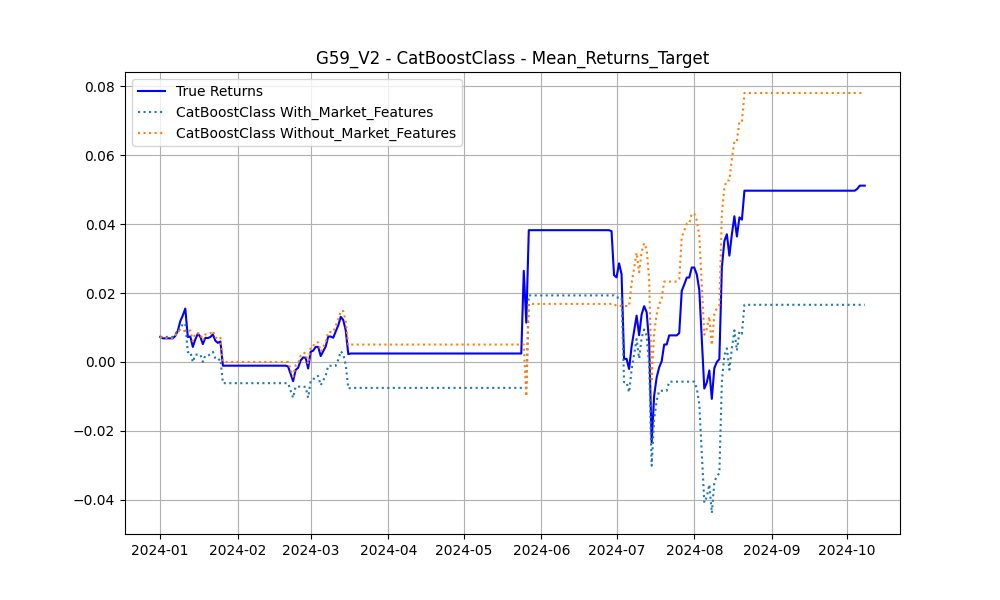 G59_V2 - CatBoostClass - Mean_Returns_Target
True Returns
CatBoostClass With_Market_Features
CatBoostClass Without_Market_Features
0.08
0.06
0.04
0.02
0.00
−0.02
−0.04
2024-01 2024-02 2024-03 2024-04 2024-05 2024-06 2024-07 2024-08 2024-09 2024-10